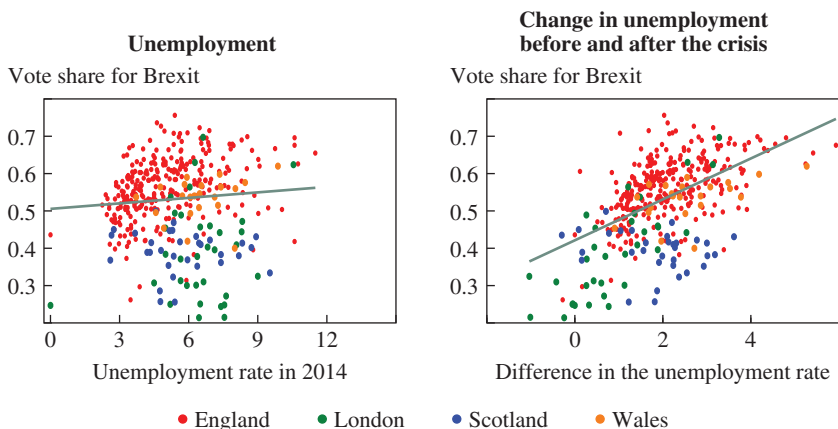 Unemployment
Vote share for Brexit
0.7
0.6
0.5
0.4
0.3
0
3
6
9
12
Unemployment rate in 2014
Change in unemployment
before and after the crisis
Vote share for Brexit
0.7
0.6
0.5
0.4
0.3
0
2
4
Difference in the unemployment rate
England
London
Scotland
Wales